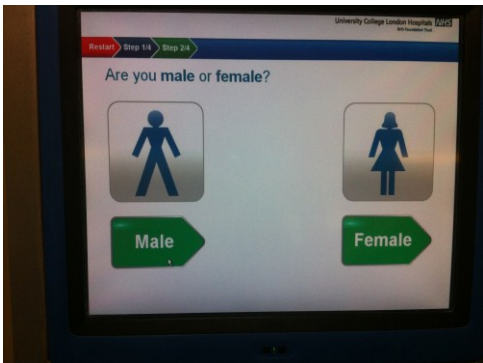 University College London Hospitals NHS
NHS Foundation Trust
Restart Step 1/4 Step 2/4
Are you male or female?
Male Female